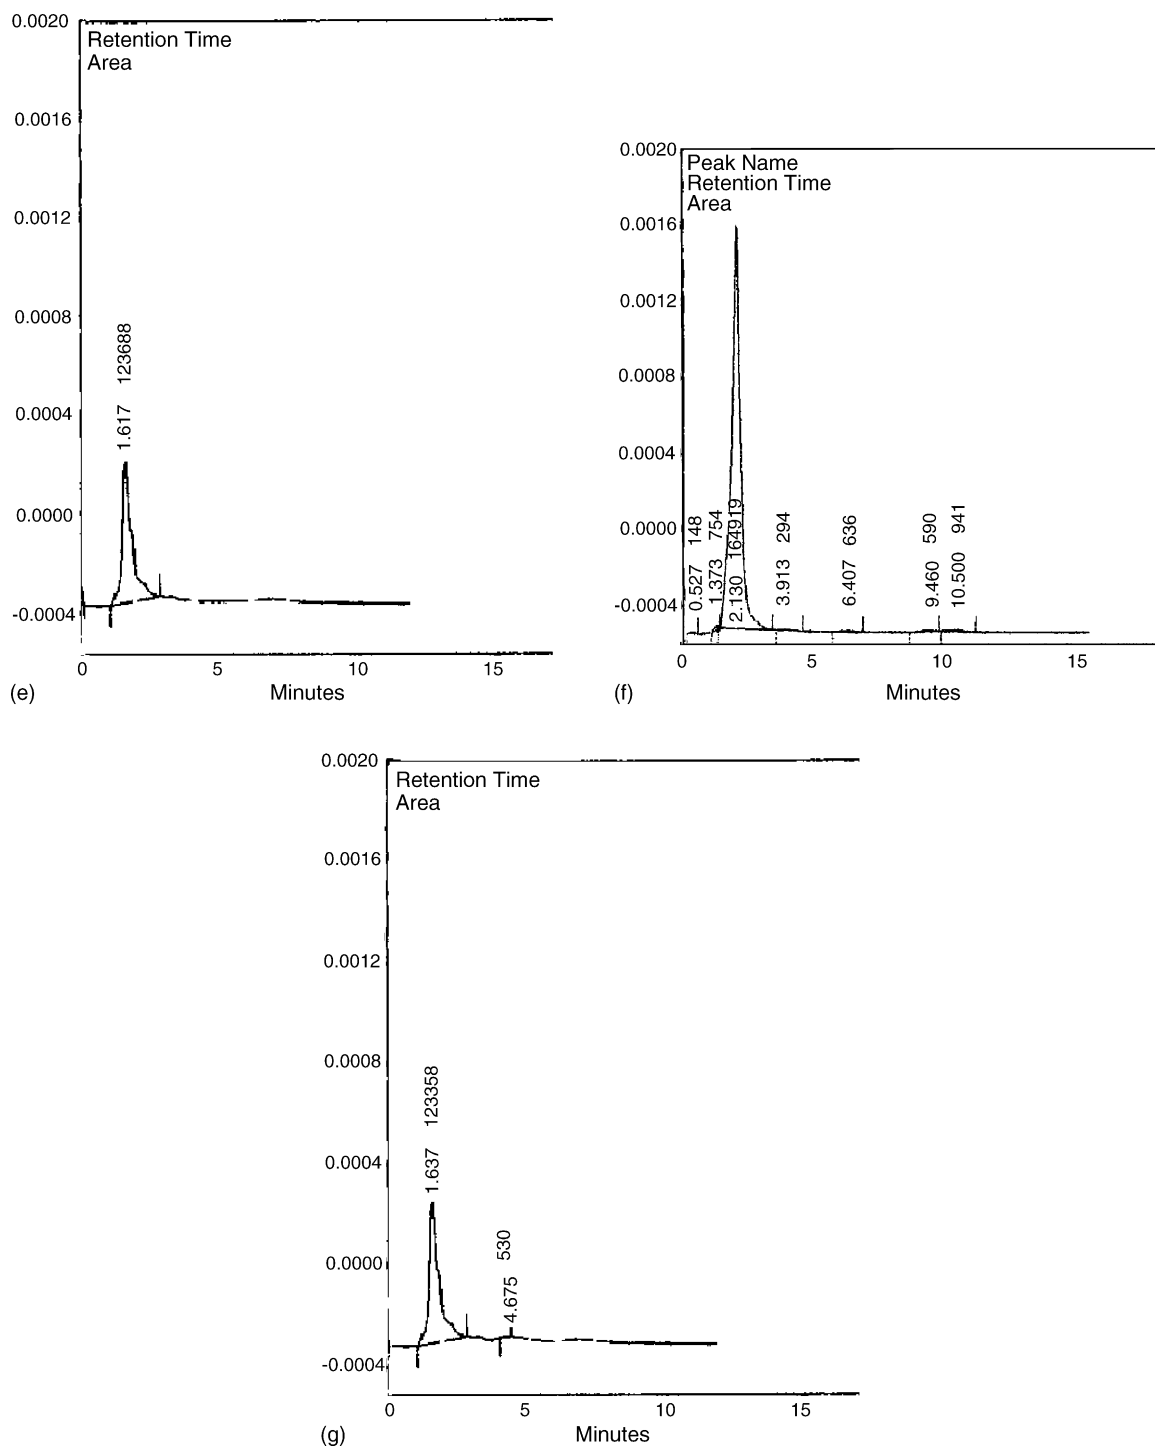 0.0020
Retention Time
Area
0.0016
0.0012
0.0008
0.0004
0.0000
-0.0004
1.617 123688
0 5 10 15
Minutes
(e)
0.0020
Peak Name
Retention Time
Area
0.0016
0.0012
0.0008
0.0004
0.0000
-0.0004
0.527 148
1.373 754
2.130 164919
3.913 294
6.407 636
9.460 590
10.500 941
0 5 10 15
Minutes
(f)
0.0020
Retention Time
Area
0.0016
0.0012
0.0008
0.0004
0.0000
-0.0004
1.637 123358
4.675 530
0 5 10 15
Minutes
(g)